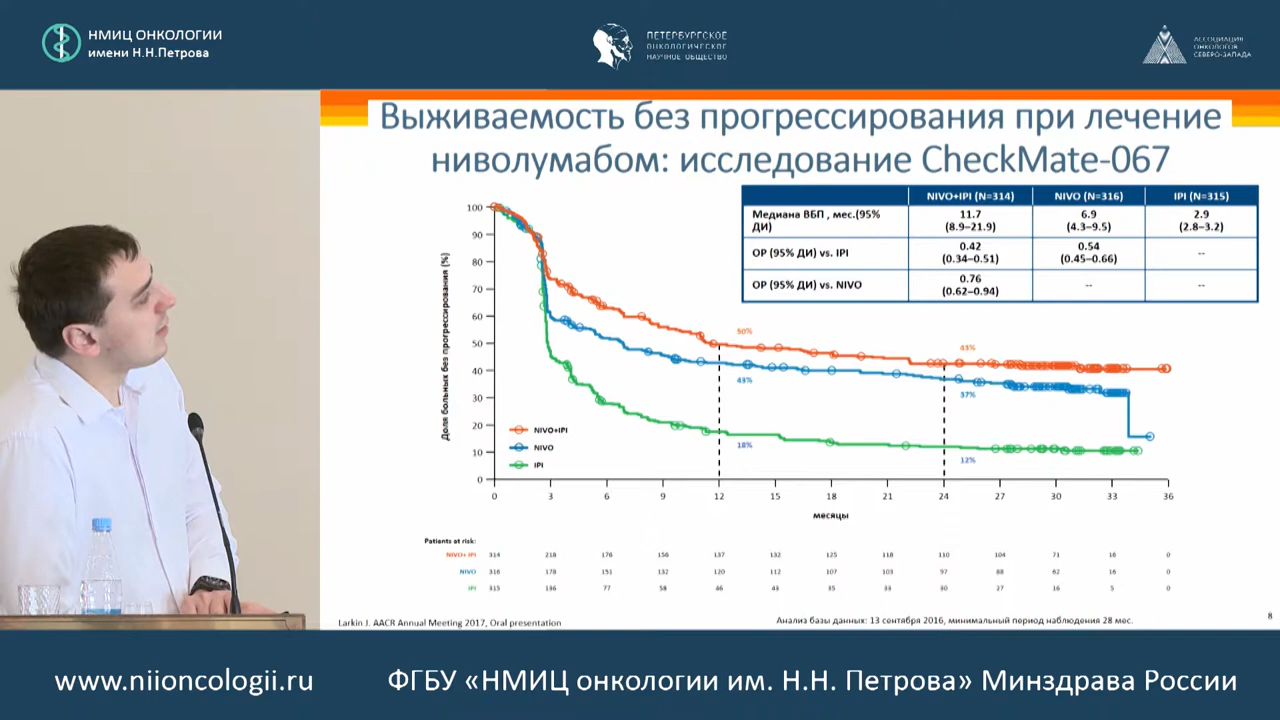 НМИЦ ОНКОЛОГИИ
имени Н.Н.Петрова
ПЕТЕРБУРГСКОЕ
ОНКОЛОГИЧЕСКОЕ
НАУЧНОЕ ОБЩЕСТВО
АССОЦИАЦИЯ
ОНКОЛОГОВ
СЕВЕРО-ЗАПАДА
Выживаемость без прогрессирования при лечение
ниволумабом: исследование CheckMate-067
NIVO+IPI (N=314) NIVO (N=316) IPI (N=315)
Медиана ВБП , мес.(95% ДИ) 11.7 (8.9–21.9) 6.9 (4.3–9.5) 2.9 (2.8–3.2)
ОР (95% ДИ) vs. IPI 0.42 (0.34–0.51) 0.54 (0.45–0.66) --
ОР (95% ДИ) vs. NIVO 0.76 (0.62–0.94) -- --
Доля больных без прогрессирования (%)
100
90
80
70
60
50
40
30
20
10
0
50%
43%
43%
37%
18%
12%
NIVO+IPI
NIVO
IPI
0 3 6 9 12 15 18 21 24 27 30 33 36
месяцы
Patients at risk:
NIVO+ IPI 314 218 176 156 137 132 125 118 110 104 71 16 0
NIVO 316 178 151 132 120 112 107 103 97 88 62 16 0
IPI 315 136 77 58 46 43 35 33 30 27 16 5 0
Larkin J. AACR Annual Meeting 2017, Oral presentation
Анализ базы данных: 13 сентября 2016, минимальный период наблюдения 28 мес.
8
www.niioncologii.ru
ФГБУ «НМИЦ онкологии им. Н.Н. Петрова» Минздрава России